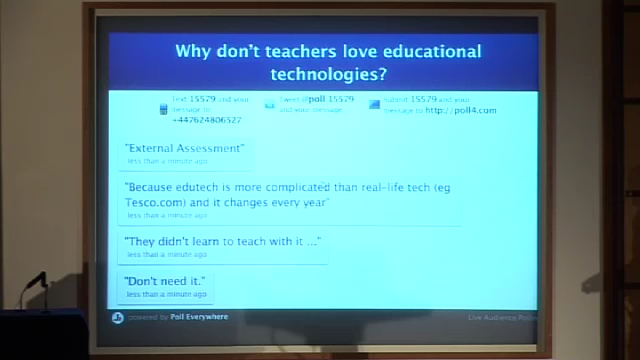 Why don't teachers love educational
technologies?
Text 15579 and your
message to
+447624806527
Tweet @poll 15579
and your message
Submit 15579 and your
message to http://poll4.com
"External Assessment"
less than a minute ago
"Because edutech is more complicated than real-life tech (eg
Tesco.com) and it changes every year"
less than a minute ago
"They didn't learn to teach with it ..."
less than a minute ago
"Don't need it."
less than a minute ago
powered by Poll Everywhere
Live Audience